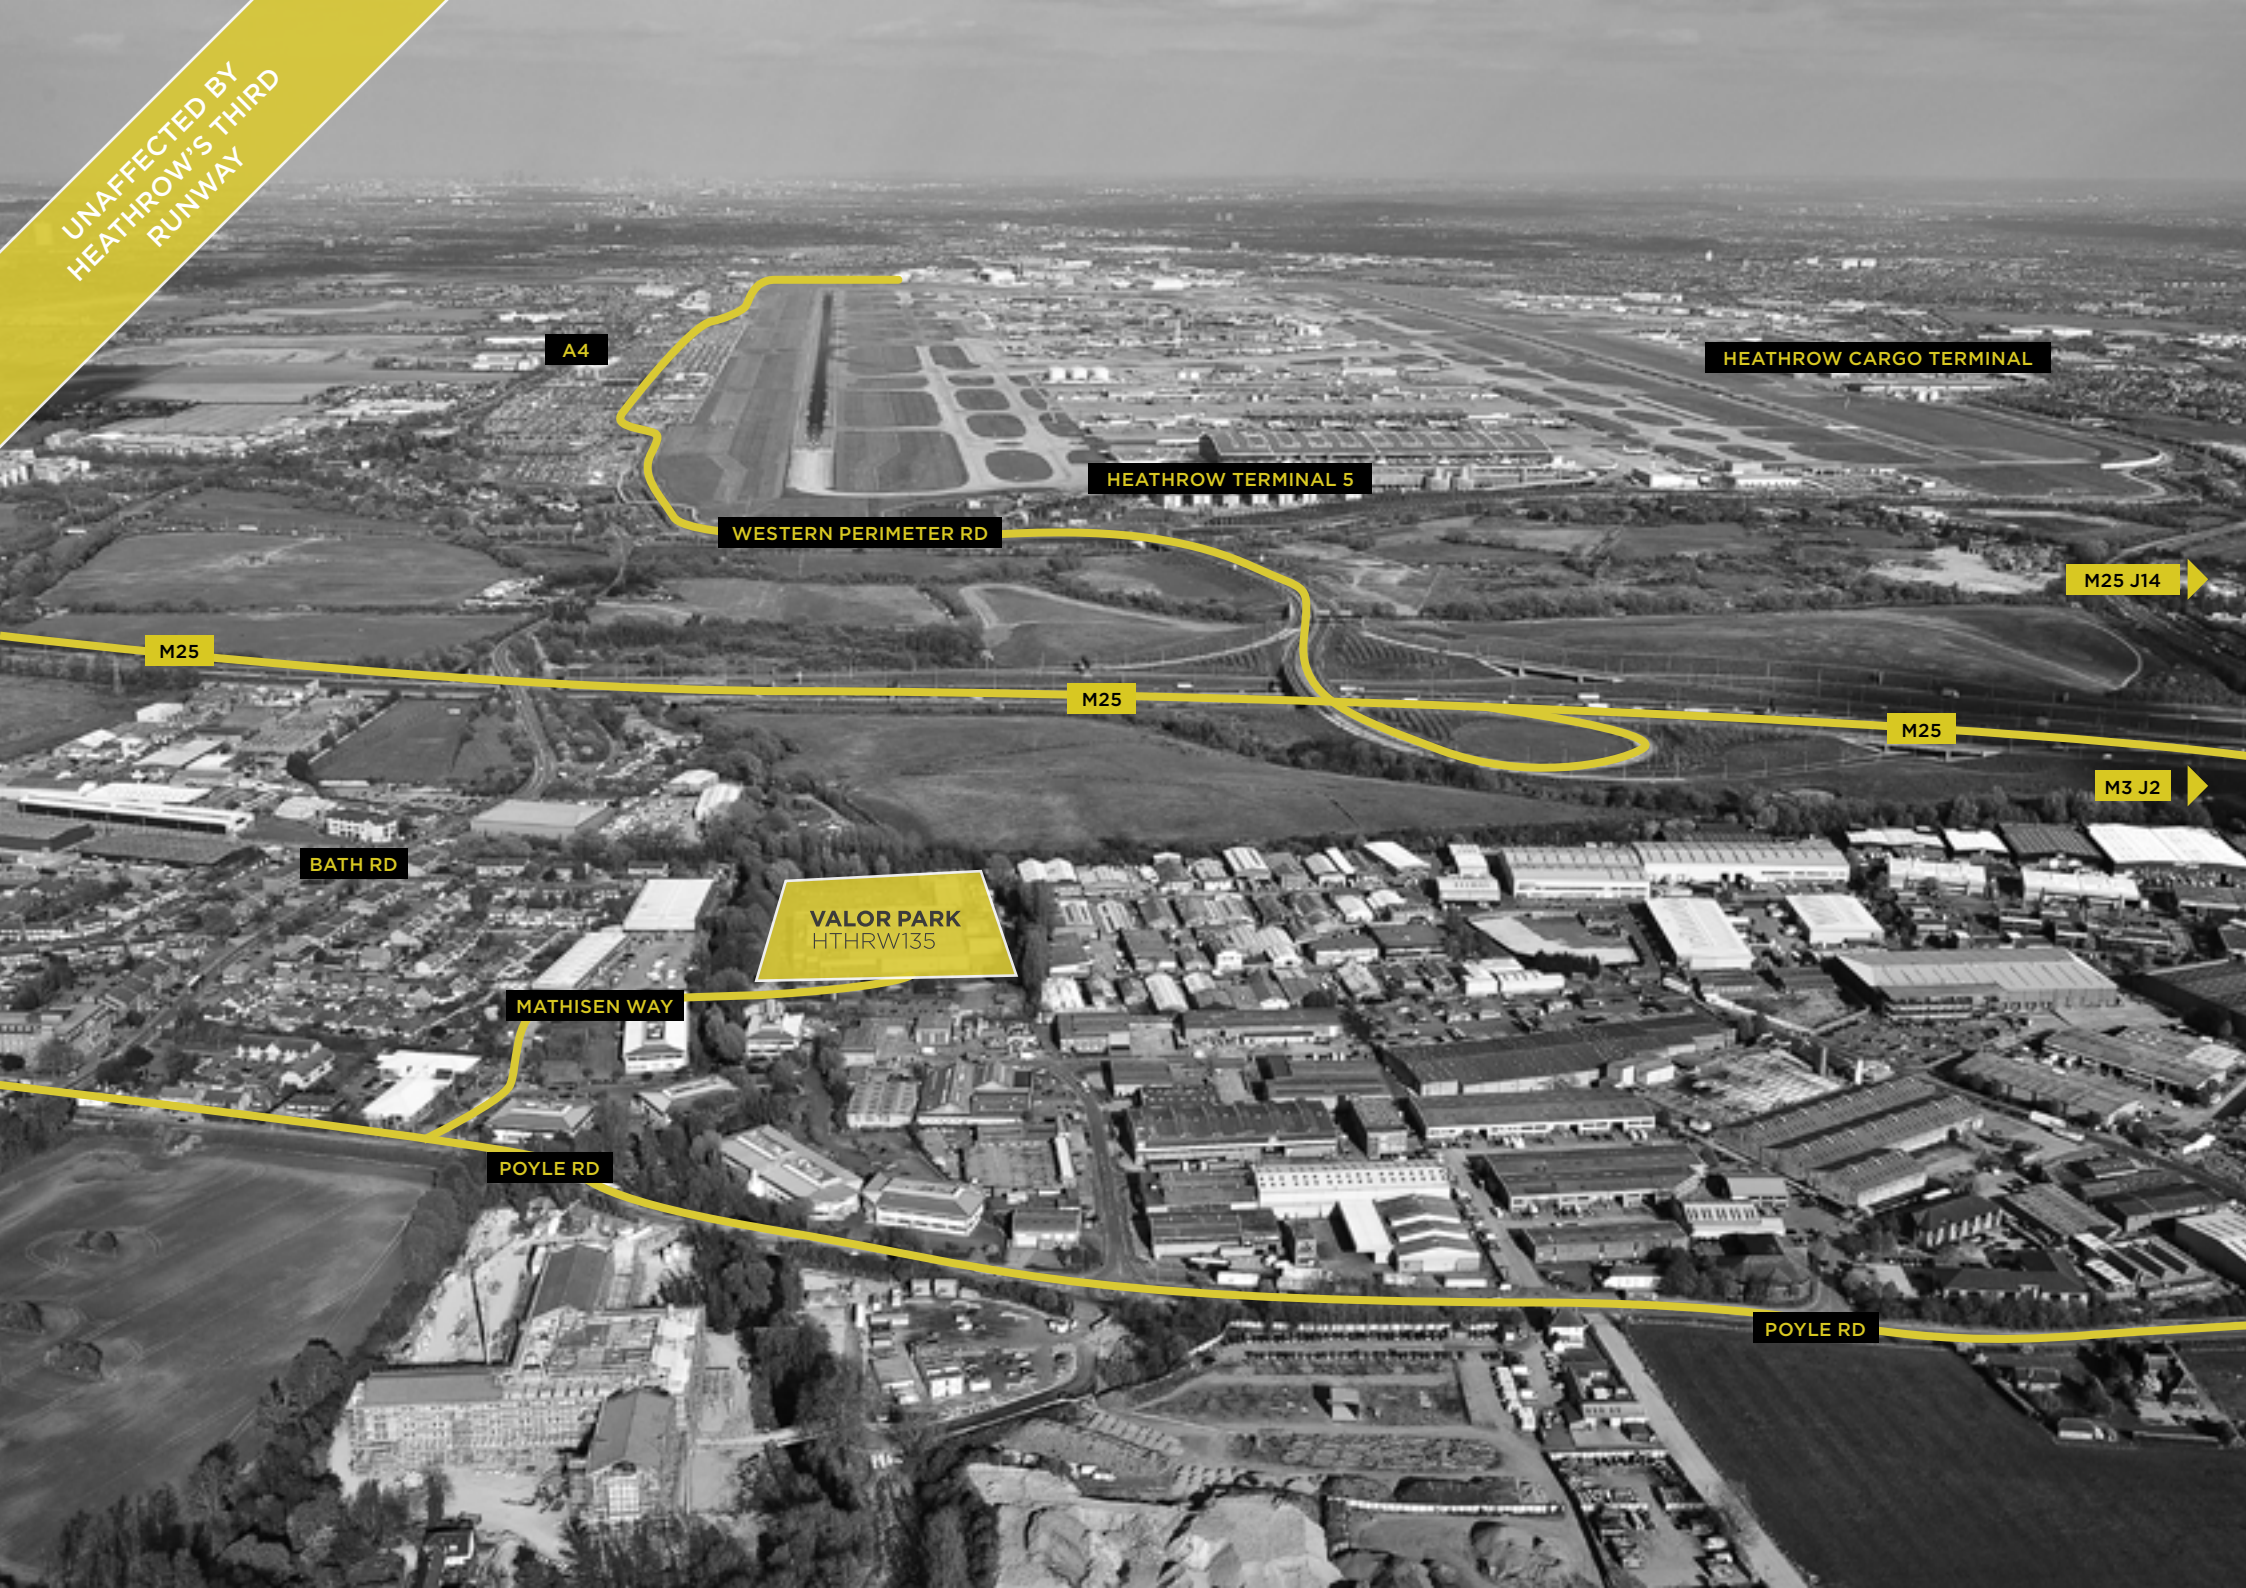 UNAFFECTED BY
HEATHROW'S THIRD
RUNWAY
A4
HEATHROW CARGO TERMINAL
HEATHROW TERMINAL 5
WESTERN PERIMETER RD
M25 J14
M25
M25
M25
M3 J2
BATH RD
VALOR PARK
HTHRW135
MATHISEN WAY
POYLE RD
POYLE RD